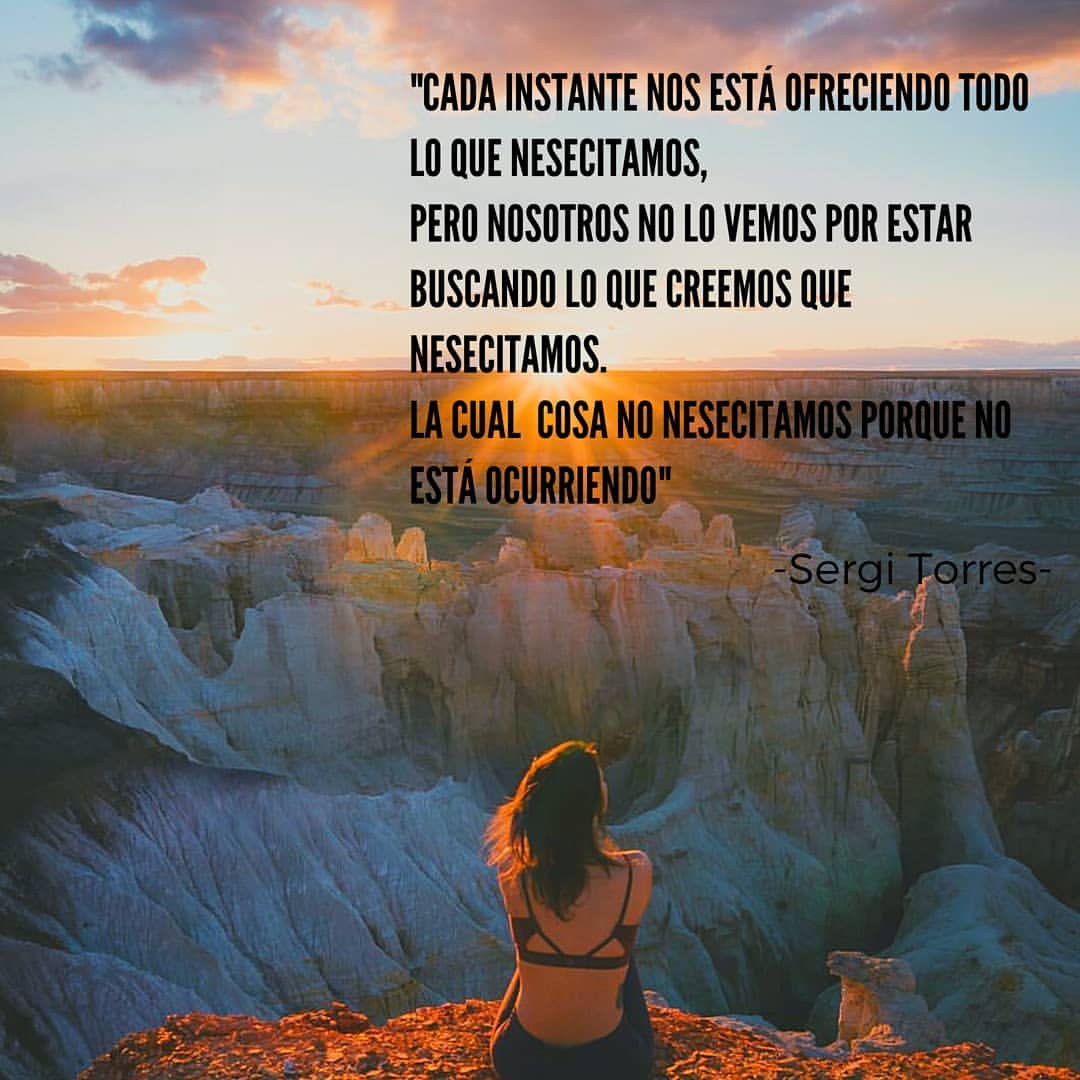 "CADA INSTANTE NOS ESTÁ OFRECIENDO TODO
LO QUE NESECITAMOS,
PERO NOSOTROS NO LO VEMOS POR ESTAR
BUSCANDO LO QUE CREEMOS QUE
NESECITAMOS.
LA CUAL  COSA NO NESECITAMOS PORQUE NO
ESTÁ OCURRIENDO"
-Sergi Torres-